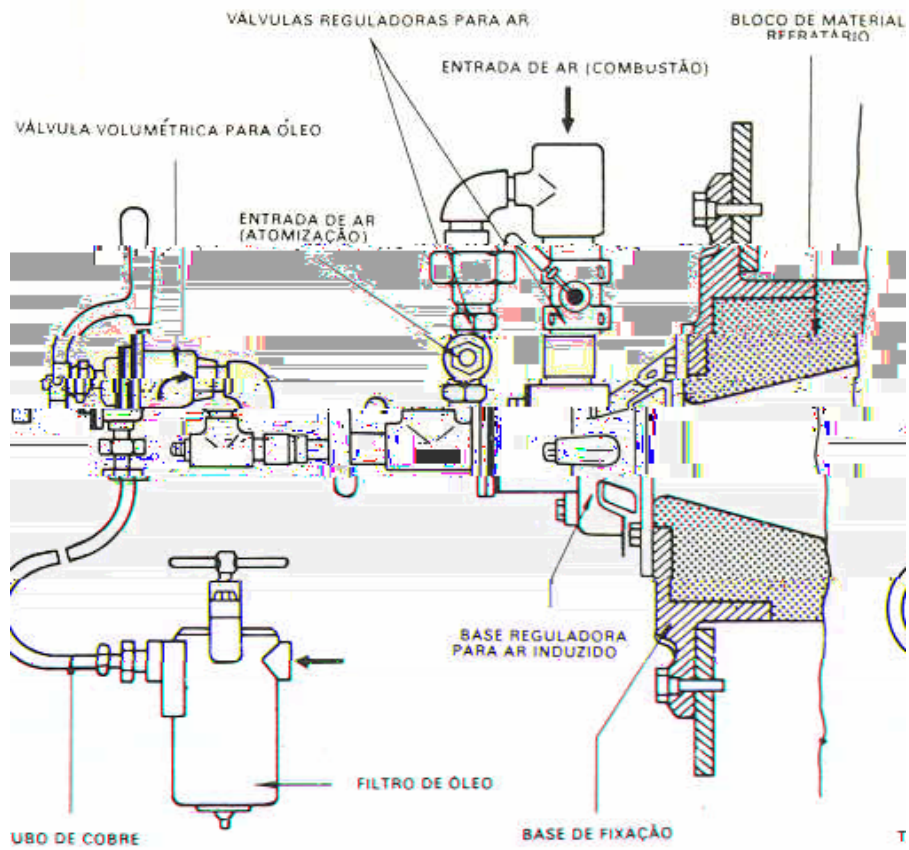 VÁLVULAS REGULADORAS PARA AR
BLOCO DE MATERIAL
REFRATÁRIO
ENTRADA DE AR (COMBUSTÃO)
VÁLVULA VOLUMÉTRICA PARA ÓLEO
ENTRADA DE AR
(ATOMIZAÇÃO)
BASE REGULADORA
PARA AR INDUZIDO
FILTRO DE ÓLEO
UBO DE COBRE
BASE DE FIXAÇÃO
T